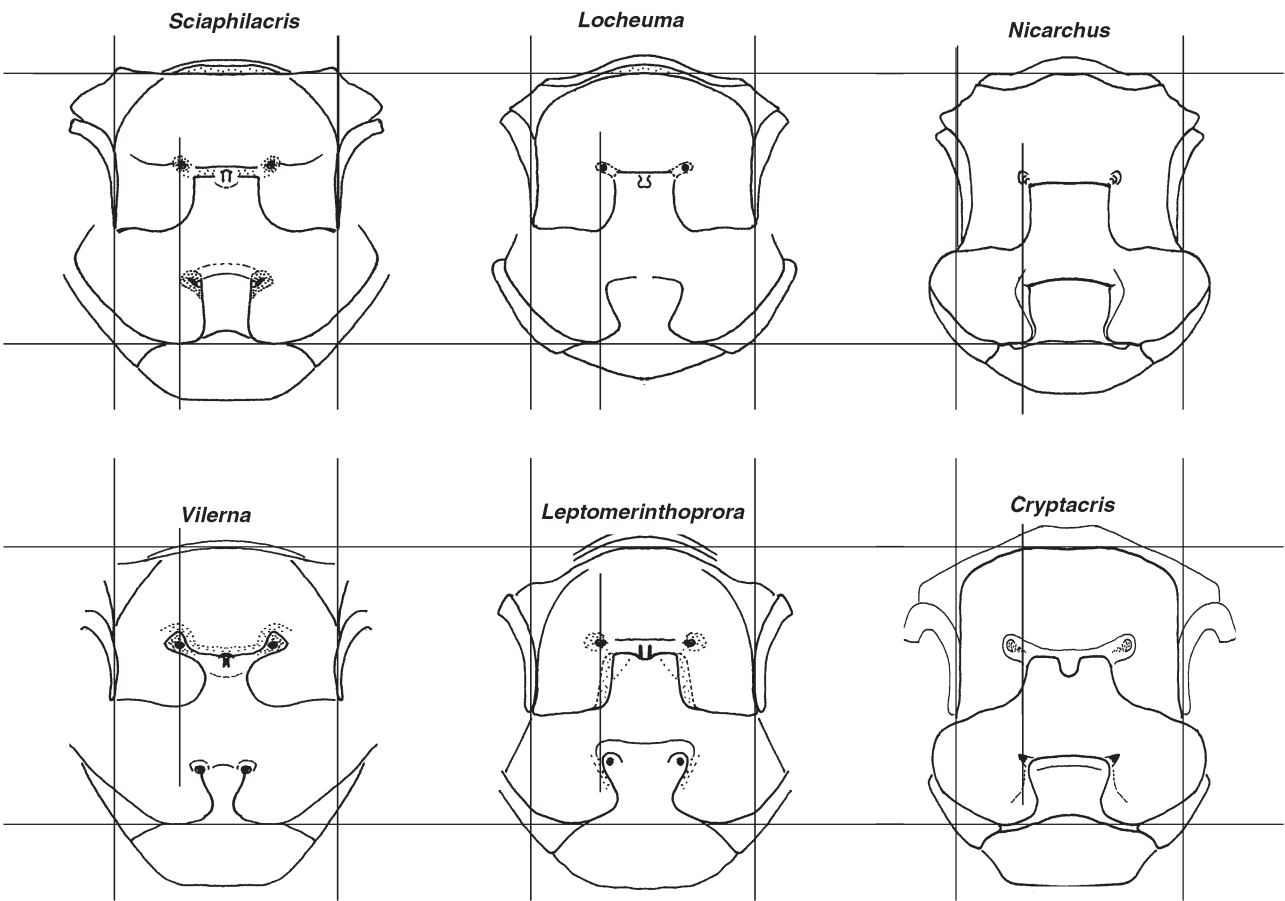 Sciaphilacris
Locheuma
Nicarchus
Vilerna
Leptomerinthoprora
Cryptacris